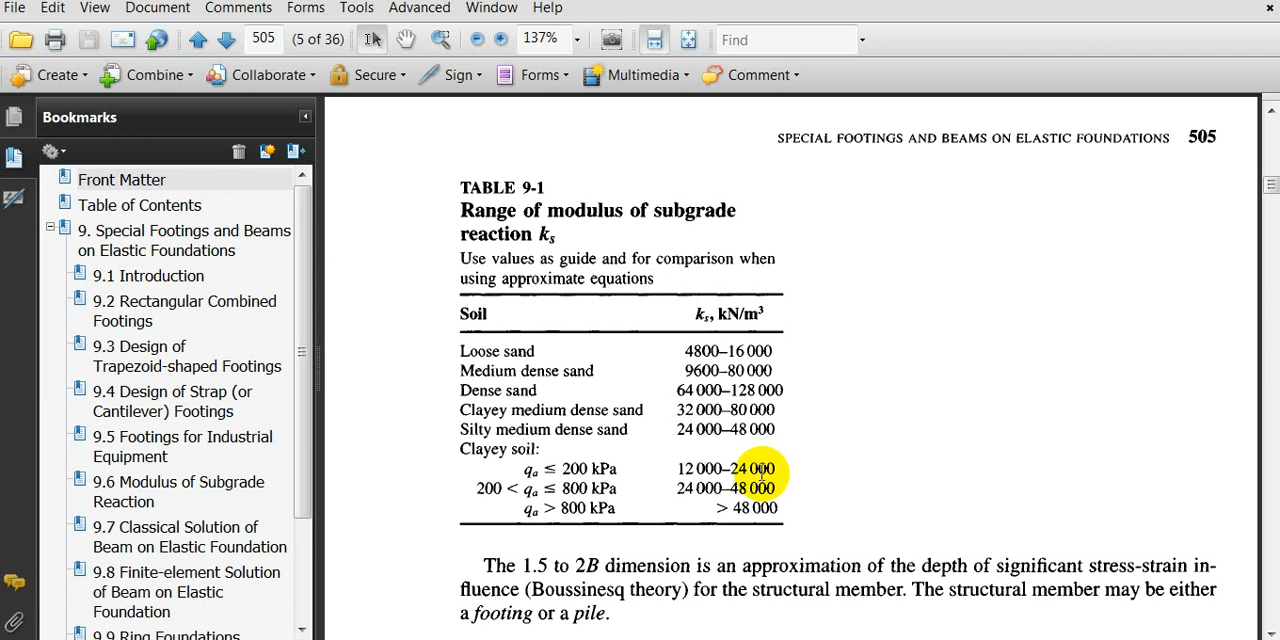 File Edit View Document Comments Forms Tools Advanced Window Help
505 (5 of 36) 137% Find
Create Combine Collaborate Secure Sign Forms Multimedia Comment
Bookmarks
Front Matter
Table of Contents
9. Special Footings and Beams
on Elastic Foundations
9.1 Introduction
9.2 Rectangular Combined
Footings
9.3 Design of
Trapezoid-shaped Footings
9.4 Design of Strap (or
Cantilever) Footings
9.5 Footings for Industrial
Equipment
9.6 Modulus of Subgrade
Reaction
9.7 Classical Solution of
Beam on Elastic Foundation
9.8 Finite-element Solution
of Beam on Elastic
Foundation
9.9 Ring Foundations
SPECIAL FOOTINGS AND BEAMS ON ELASTIC FOUNDATIONS 505
TABLE 9-1
Range of modulus of subgrade
reaction ks
Use values as guide and for comparison when
using approximate equations
Soil ks, kN/m³
Loose sand 4800–16 000
Medium dense sand 9600–80 000
Dense sand 64 000–128 000
Clayey medium dense sand 32 000–80 000
Silty medium dense sand 24 000–48 000
Clayey soil:
qa ≤ 200 kPa 12 000–24 000
200 < qa ≤ 800 kPa 24 000–48 000
qa > 800 kPa > 48 000
The 1.5 to 2B dimension is an approximation of the depth of significant stress-strain in-
fluence (Boussinesq theory) for the structural member. The structural member may be either
a footing or a pile.